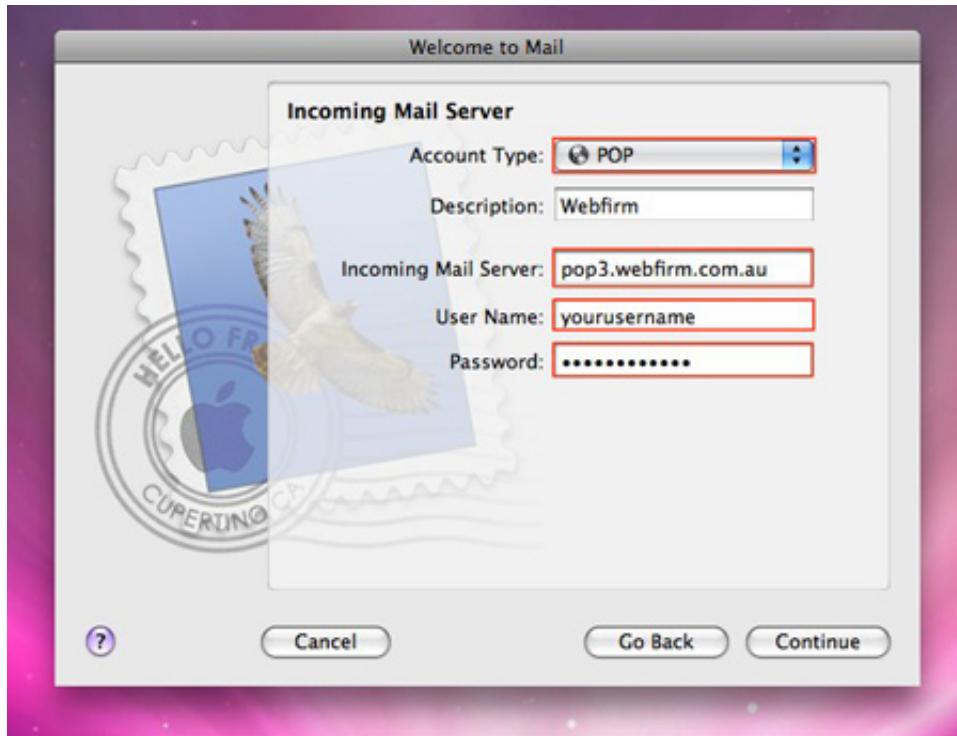 Welcome to Mail
Incoming Mail Server
Account Type: POP
Description: Webfirm
Incoming Mail Server: pop3.webfirm.com.au
User Name: yourusername
Password: ••••••••••••
HELLO FR
CUPERTINO CA
? Cancel Go Back Continue